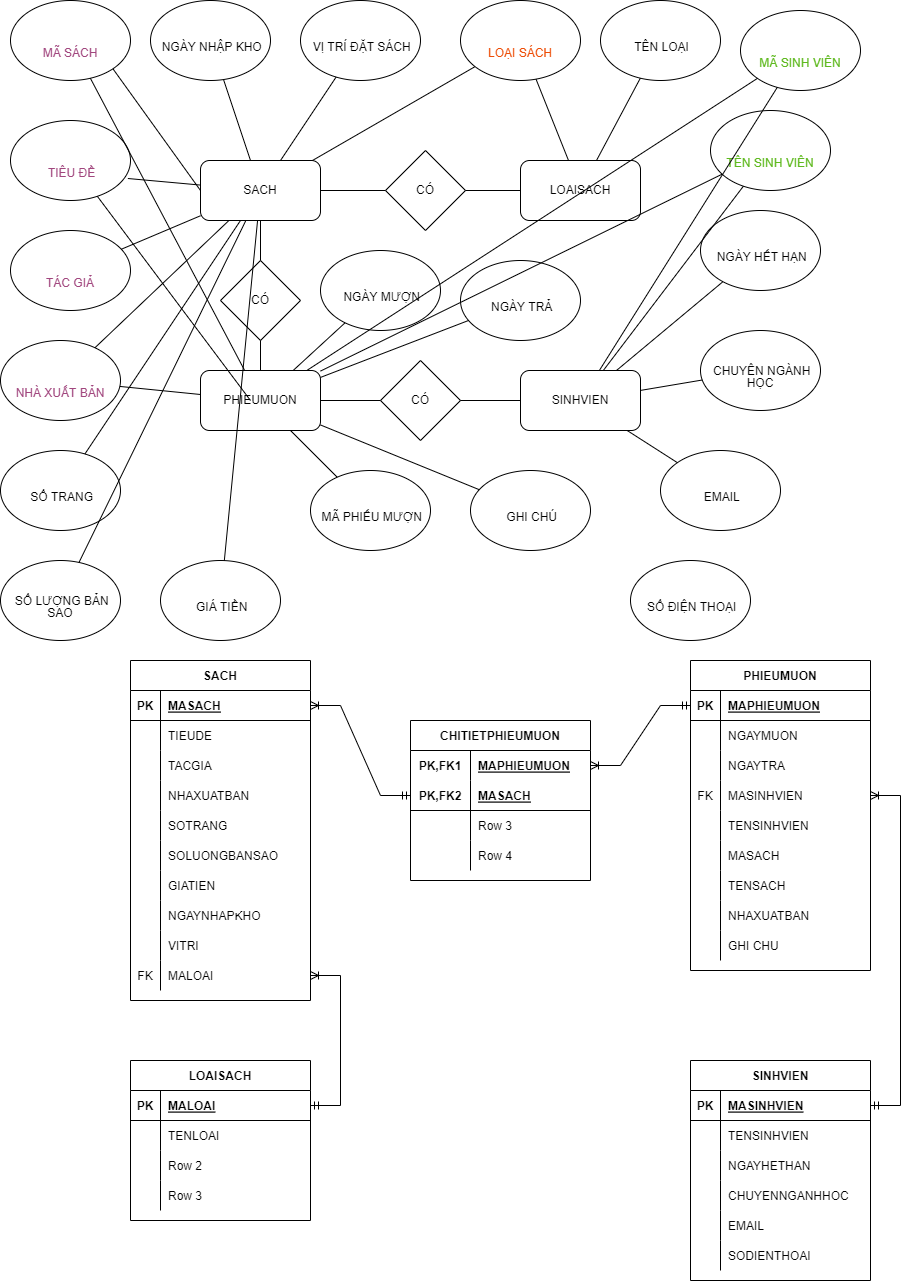 MÃ SÁCH
NGÀY NHẬP KHO
VỊ TRÍ ĐẶT SÁCH
LOẠI SÁCH
TÊN LOẠI
MÃ SINH VIÊN
TIÊU ĐỀ
TÊN SINH VIÊN
SACH
CÓ
LOAISACH
TÁC GIẢ
NGÀY HẾT HẠN
CÓ
NGÀY MƯỢN
NGÀY TRẢ
NHÀ XUẤT BẢN
PHIEUMUON
CÓ
SINHVIEN
CHUYÊN NGÀNH
HỌC
SỐ TRANG
MÃ PHIẾU MƯỢN
GHI CHÚ
EMAIL
SỐ LƯỢNG BẢN
SAO
GIÁ TIỀN
SỐ ĐIỆN THOẠI
SACH
PK MASACH
TIEUDE
TACGIA
NHAXUATBAN
SOTRANG
SOLUONGBANSAO
GIATIEN
NGAYNHAPKHO
VITRI
FK MALOAI
CHITIETPHIEUMUON
PK,FK1 MAPHIEUMUON
PK,FK2 MASACH
Row 3
Row 4
PHIEUMUON
PK MAPHIEUMUON
NGAYMUON
NGAYTRA
FK MASINHVIEN
TENSINHVIEN
MASACH
TENSACH
NHAXUATBAN
GHI CHU
LOAISACH
PK MALOAI
TENLOAI
Row 2
Row 3
SINHVIEN
PK MASINHVIEN
TENSINHVIEN
NGAYHETHAN
CHUYENNGANHHOC
EMAIL
SODIENTHOAI